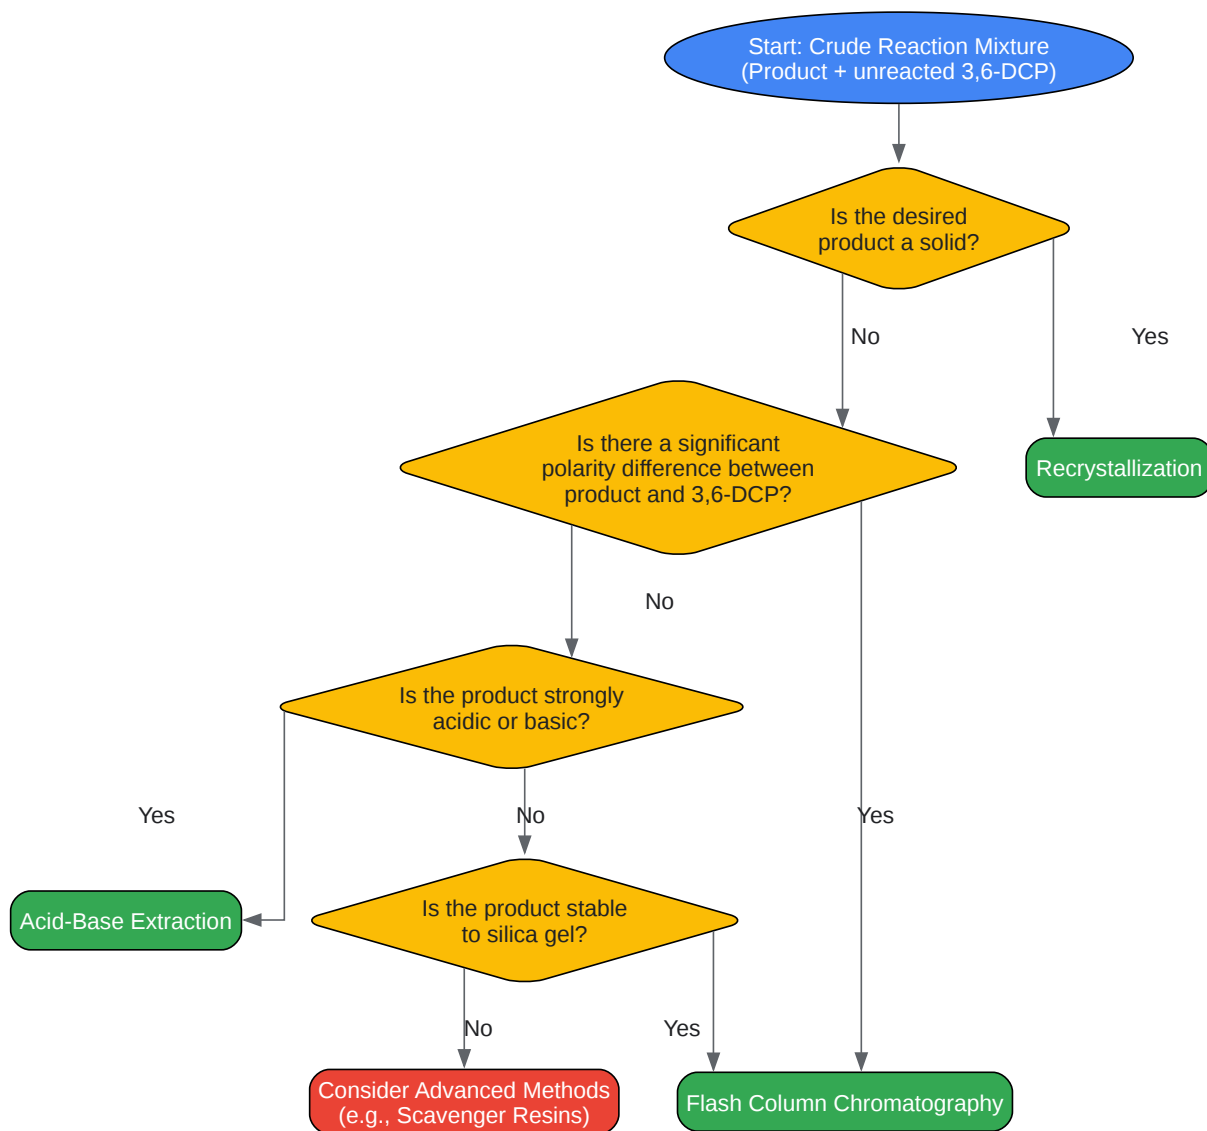 Start: Crude Reaction Mixture
(Product + unreacted 3,6-DCP)
Is the desired
product a solid?
No
Yes
Is there a significant
polarity difference between
product and 3,6-DCP?
Recrystallization
No
Is the product strongly
acidic or basic?
Yes
No
Yes
Acid-Base Extraction
Is the product stable
to silica gel?
No
Yes
Consider Advanced Methods
(e.g., Scavenger Resins)
Flash Column Chromatography